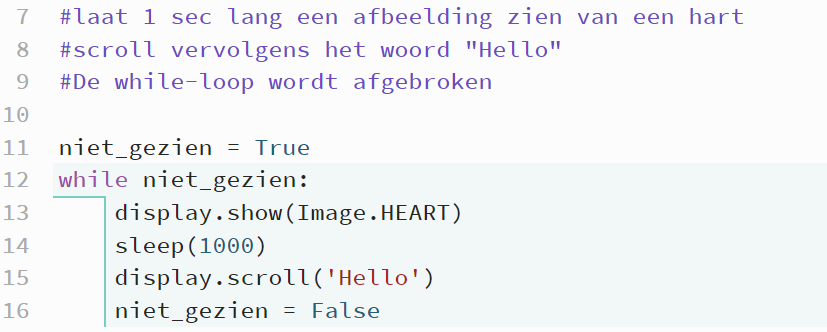 7 #laat 1 sec lang een afbeelding zien van een hart
8 #scroll vervolgens het woord "Hello"
9 #De while-loop wordt afgebroken
10
11 niet_gezien = True
12 while niet_gezien:
13     display.show(Image.HEART)
14     sleep(1000)
15     display.scroll('Hello')
16     niet_gezien = False